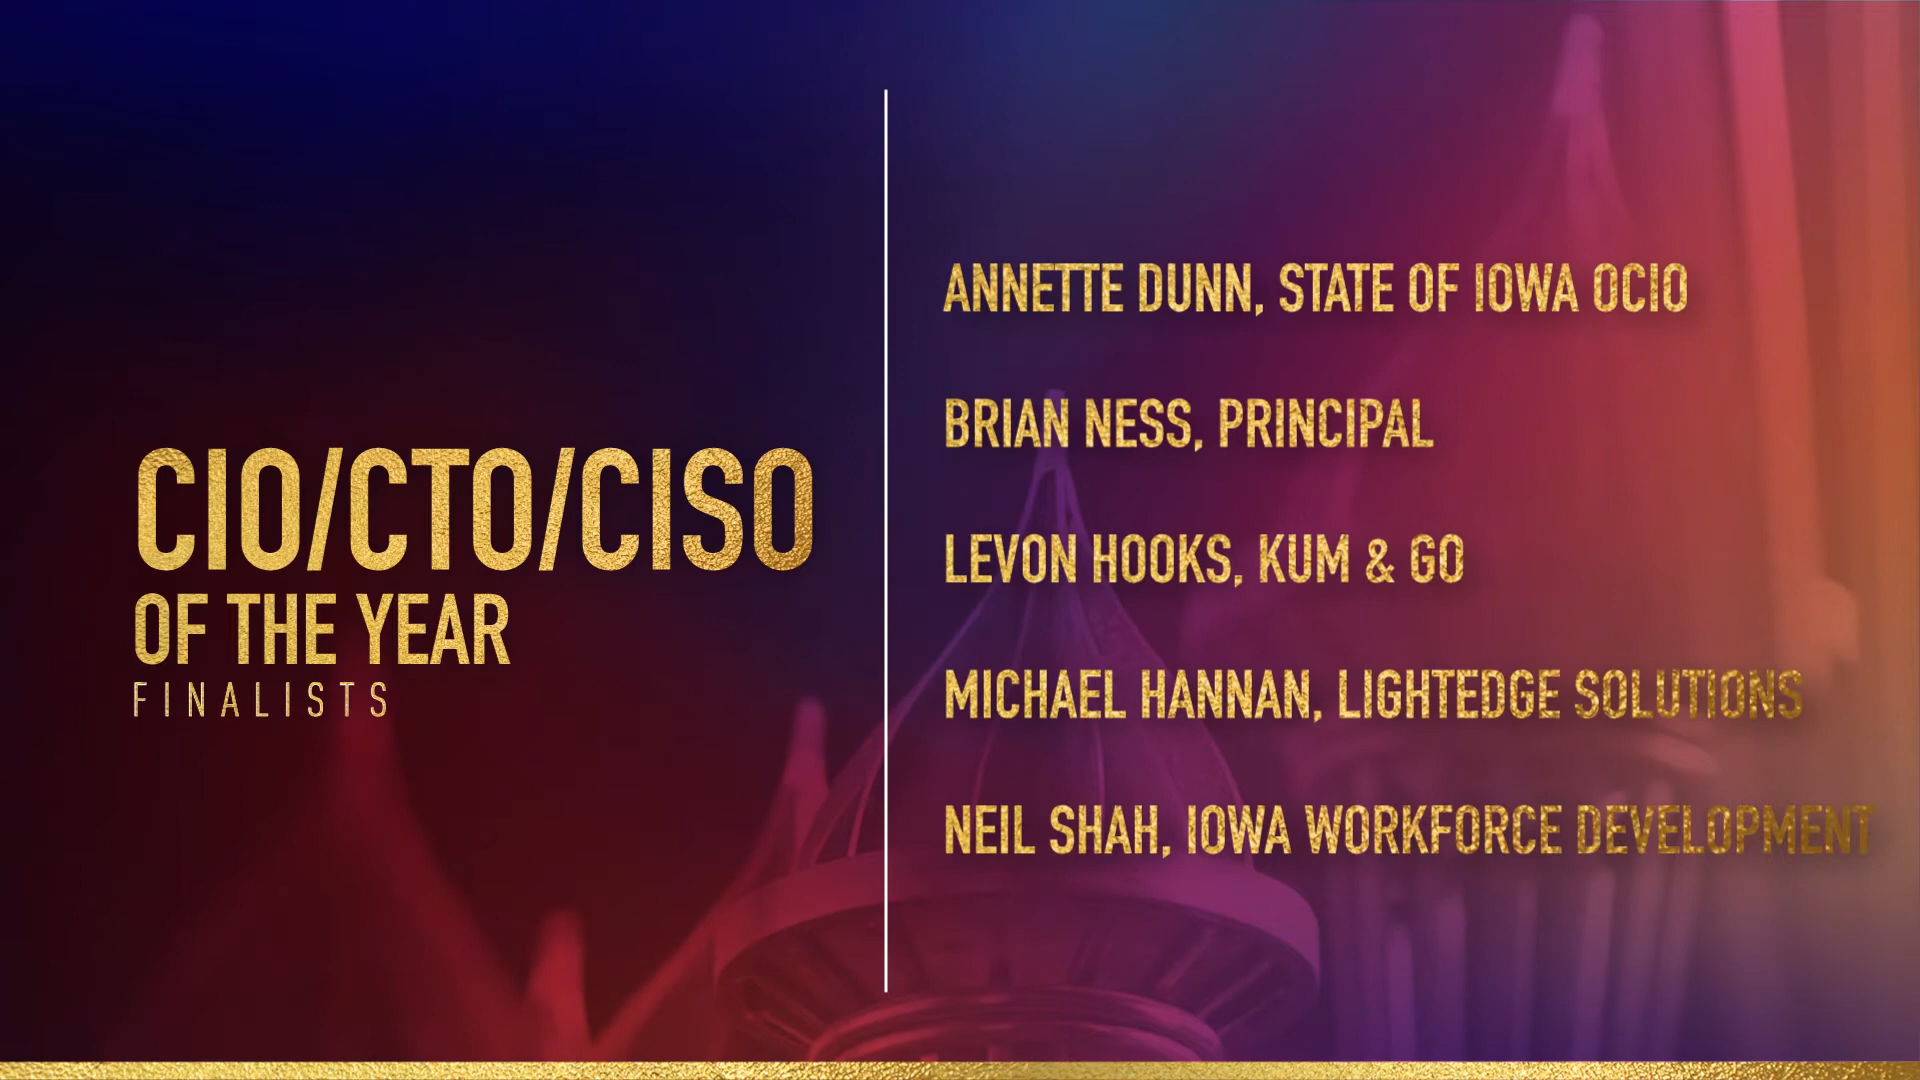 CIO/CTO/CISO
OF THE YEAR
FINALISTS
ANNETTE DUNN, STATE OF IOWA OCIO
BRIAN NESS, PRINCIPAL
LEVON HOOKS, KUM & GO
MICHAEL HANNAN, LIGHTEDGE SOLUTIONS
NEIL SHAH, IOWA WORKFORCE DEVELOPMENT